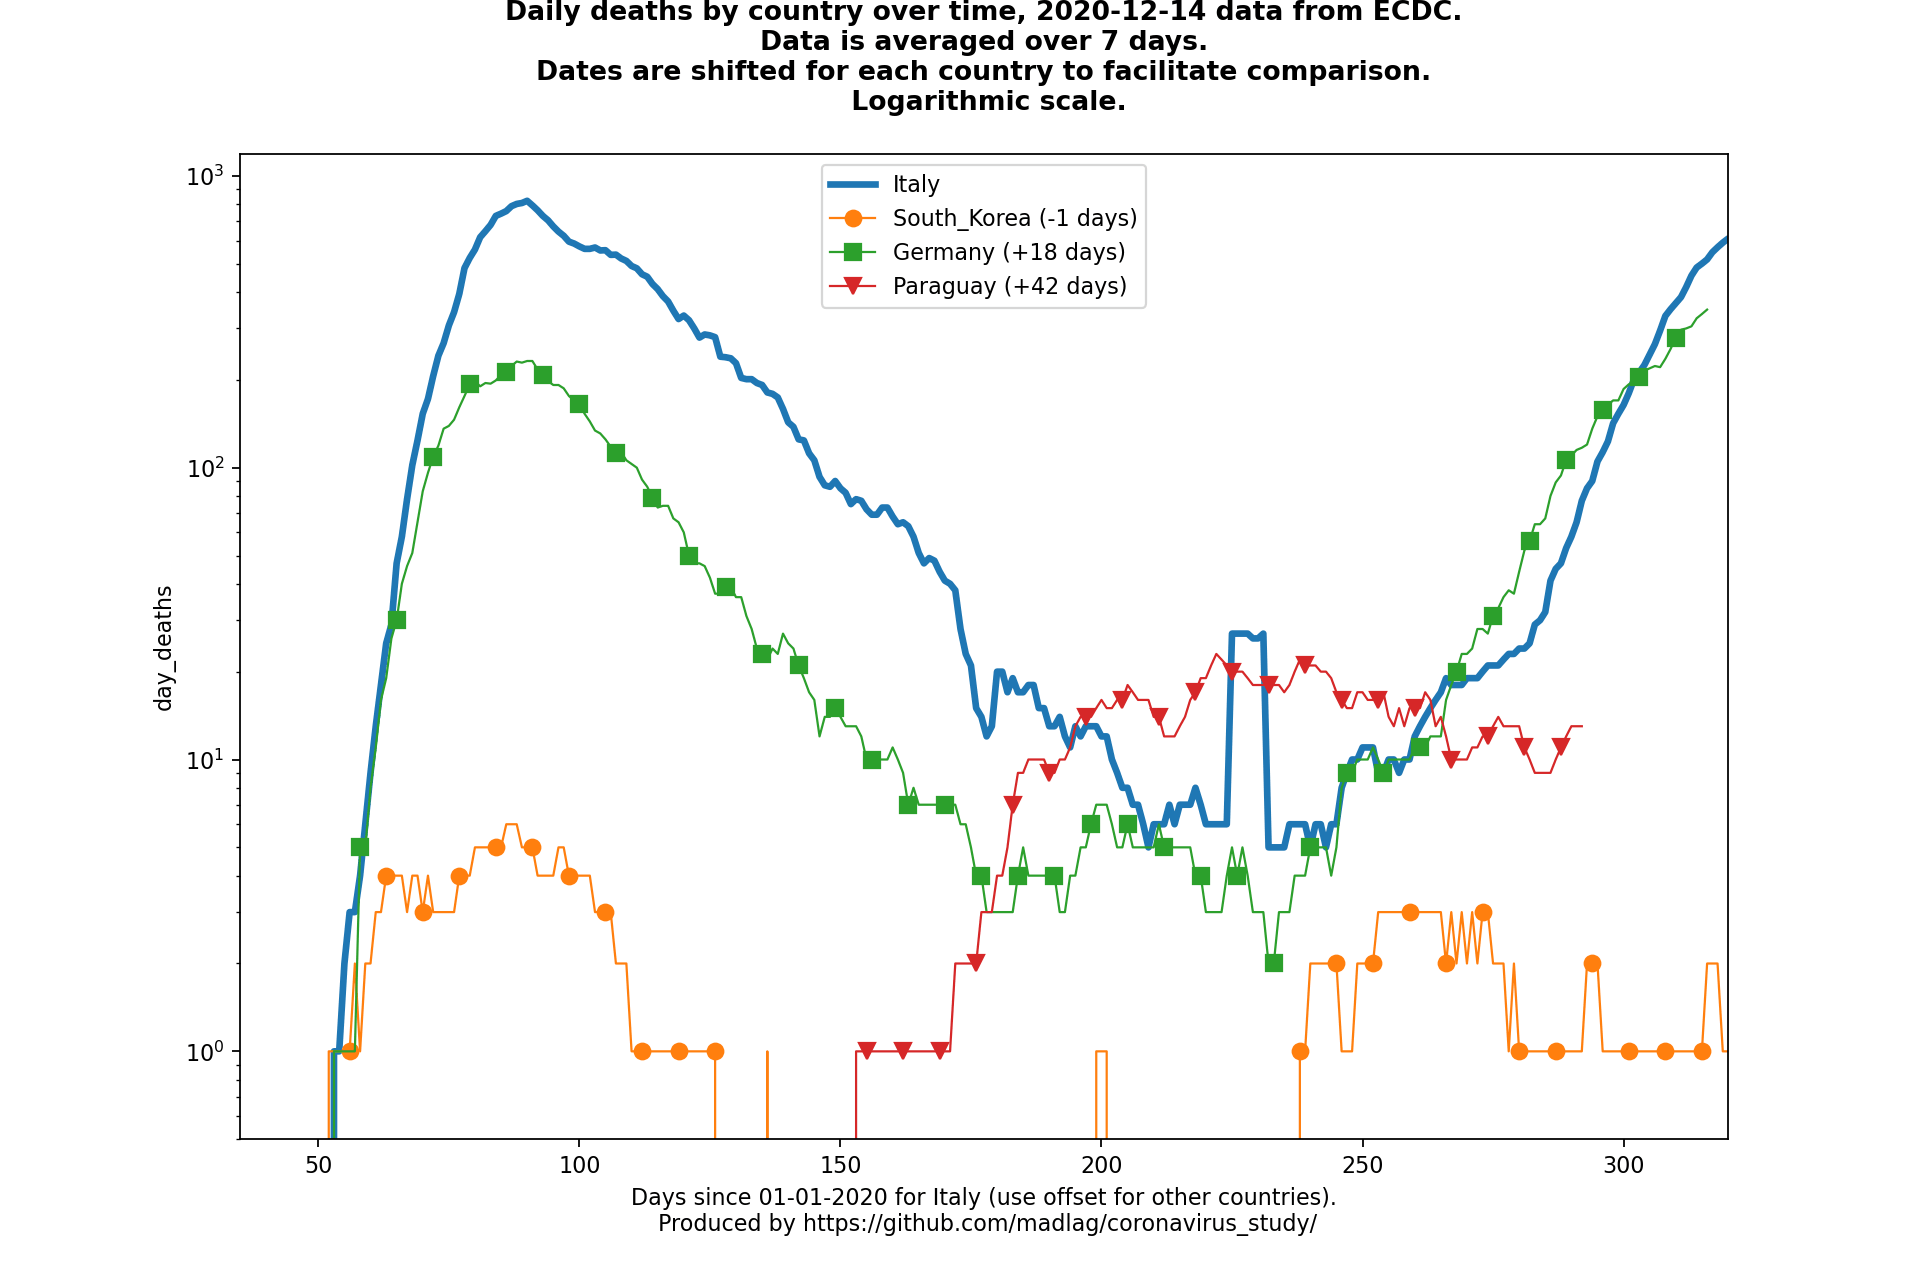 Daily deaths by country over time, 2020-12-14 data from ECDC.
Data is averaged over 7 days.
Dates are shifted for each country to facilitate comparison.
Logarithmic scale.
10³
10²
10¹
10⁰
day_deaths
Italy
South_Korea (-1 days)
Germany (+18 days)
Paraguay (+42 days)
50 100 150 200 250 300
Days since 01-01-2020 for Italy (use offset for other countries).
Produced by https://github.com/madlag/coronavirus_study/